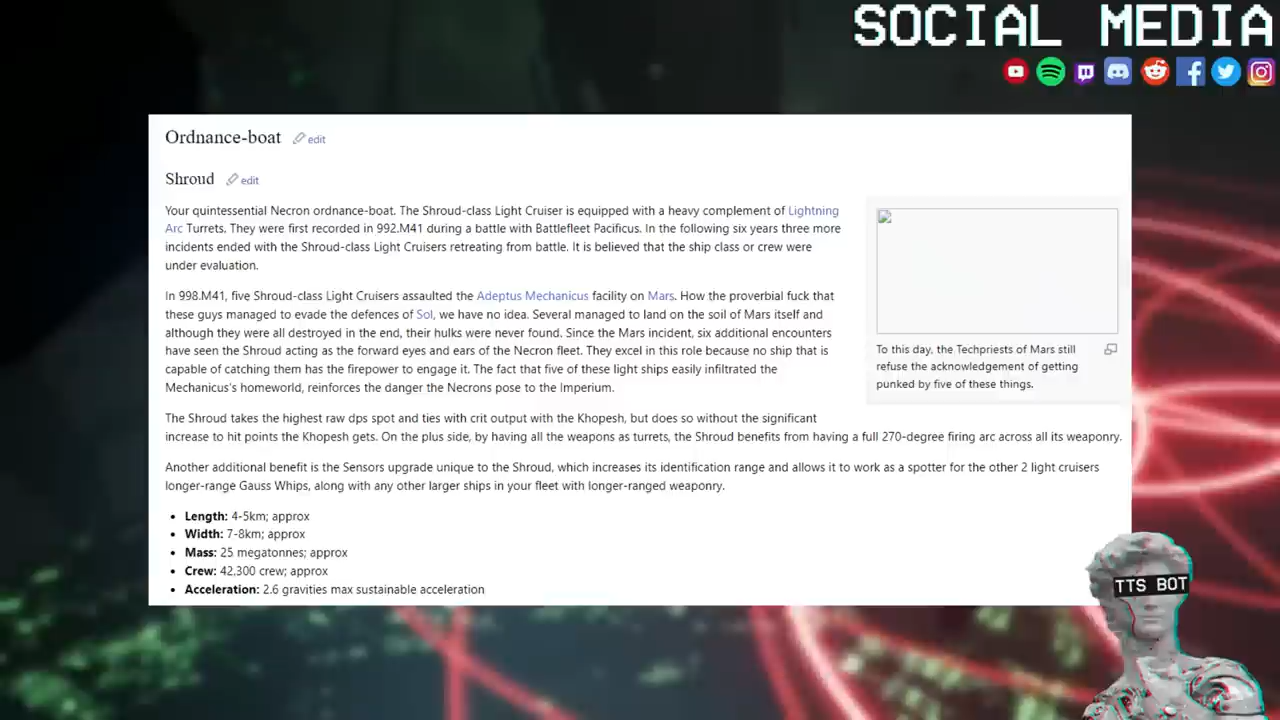 SOCIAL MEDIA
Ordnance-boat edit
Shroud edit
Your quintessential Necron ordnance-boat. The Shroud-class Light Cruiser is equipped with a heavy complement of Lightning
Arc Turrets. They were first recorded in 992.M41 during a battle with Battlefleet Pacificus. In the following six years three more
incidents ended with the Shroud-class Light Cruisers retreating from battle. It is believed that the ship class or crew were
under evaluation.
In 998.M41, five Shroud-class Light Cruisers assaulted the Adeptus Mechanicus facility on Mars. How the proverbial fuck that
these guys managed to evade the defences of Sol, we have no idea. Several managed to land on the soil of Mars itself and
although they were all destroyed in the end, their hulks were never found. Since the Mars incident, six additional encounters
have seen the Shroud acting as the forward eyes and ears of the Necron fleet. They excel in this role because no ship that is
capable of catching them has the firepower to engage it. The fact that five of these light ships easily infiltrated the
Mechanicus's homeworld, reinforces the danger the Necrons pose to the Imperium.
To this day, the Techpriests of Mars still
refuse the acknowledgement of getting
punked by five of these things.
The Shroud takes the highest raw dps spot and ties with crit output with the Khopesh, but does so without the significant
increase to hit points the Khopesh gets. On the plus side, by having all the weapons as turrets, the Shroud benefits from having a full 270-degree firing arc across all its weaponry.
Another additional benefit is the Sensors upgrade unique to the Shroud, which increases its identification range and allows it to work as a spotter for the other 2 light cruisers
longer-range Gauss Whips, along with any other larger ships in your fleet with longer-ranged weaponry.
• Length: 4-5km; approx
• Width: 7-8km; approx
• Mass: 25 megatonnes; approx
• Crew: 42,300 crew; approx
• Acceleration: 2.6 gravities max sustainable acceleration
TTS BOT